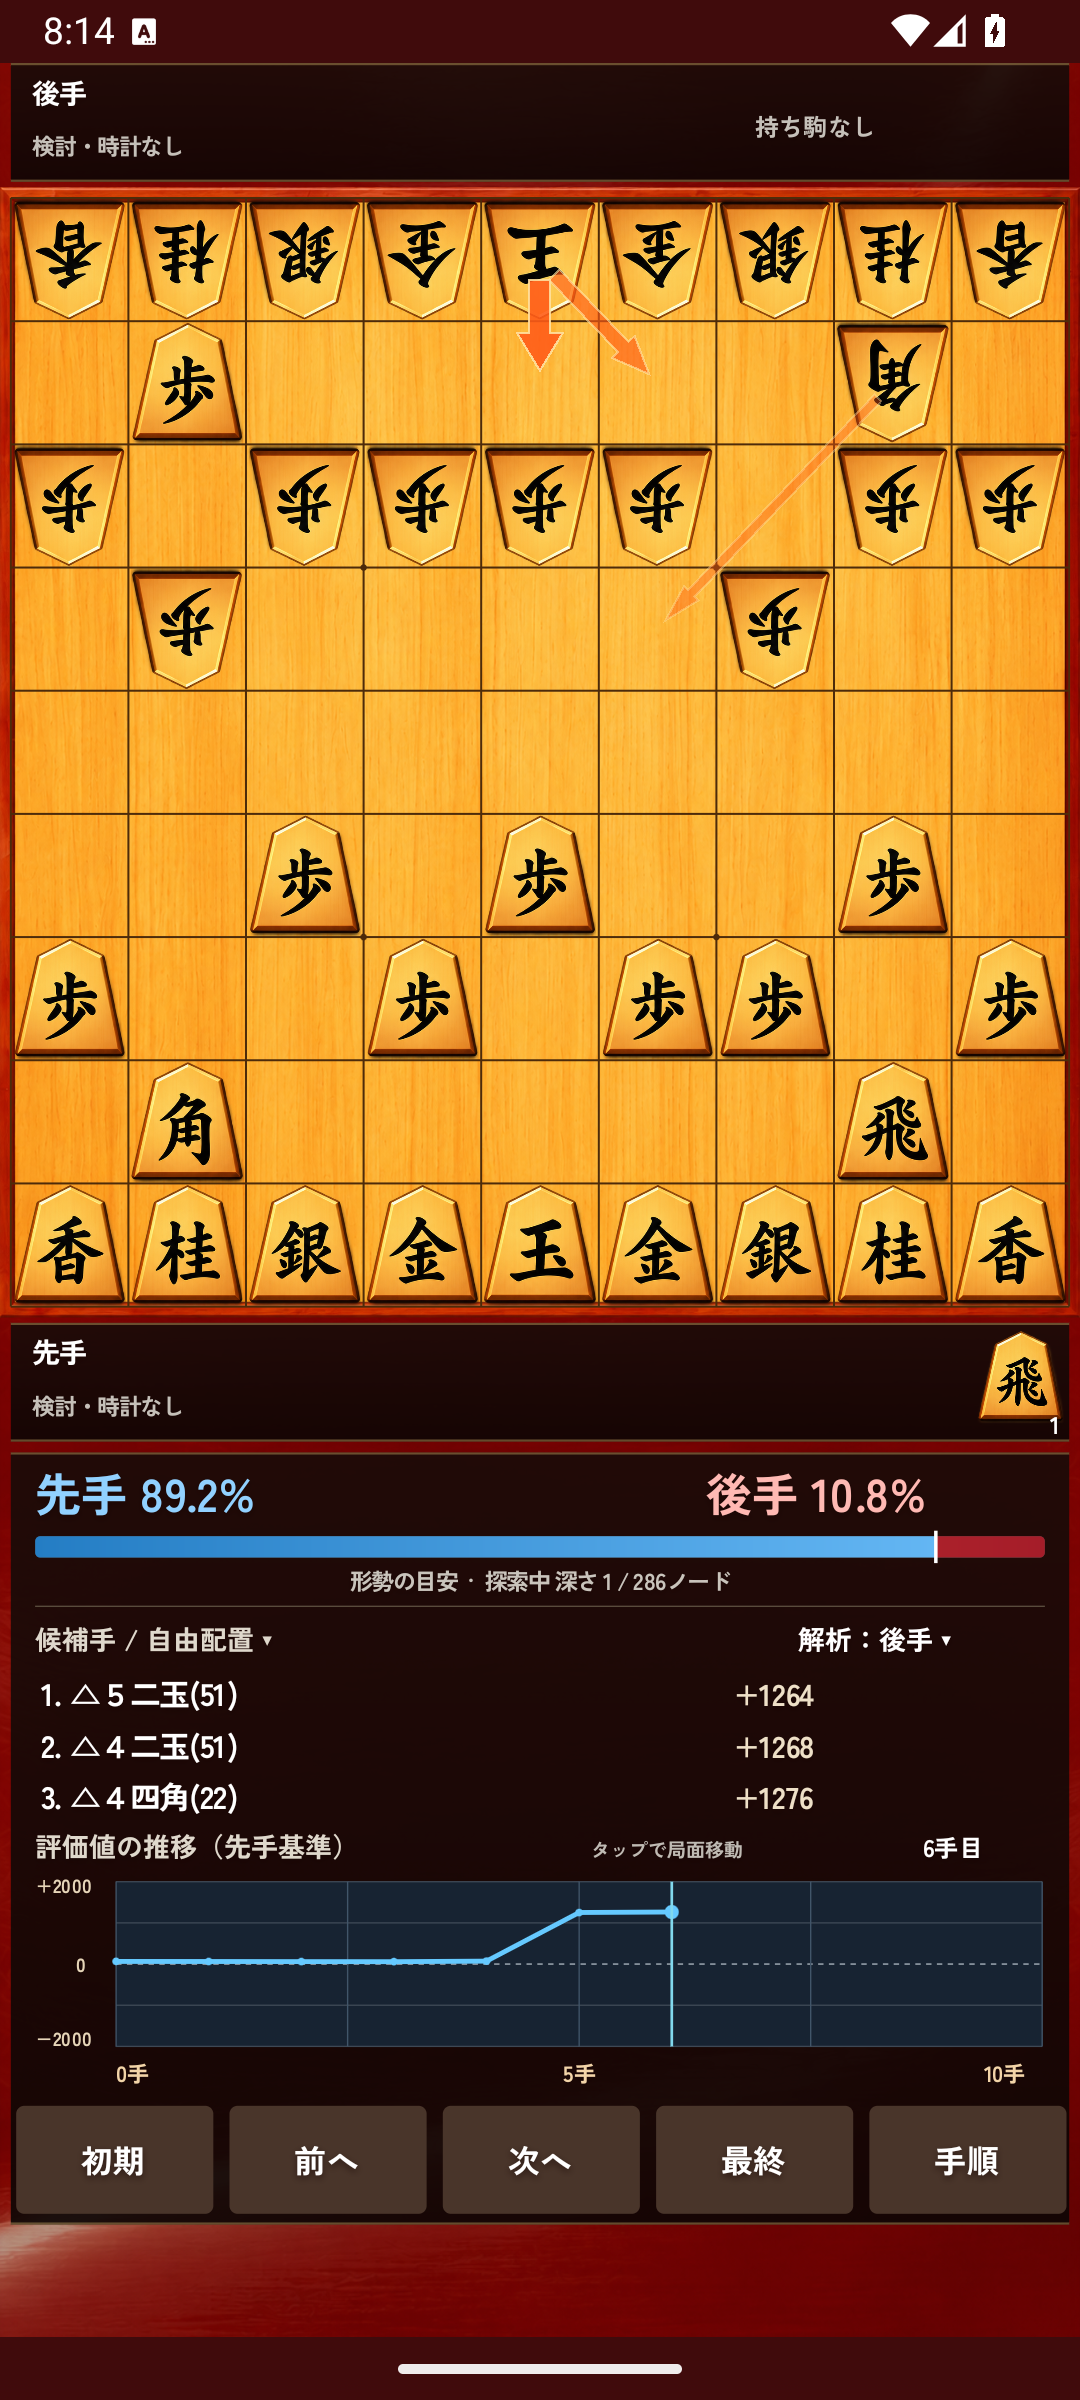 8:14 A
後手
検討・時計なし
持ち駒なし
香桂銀金王金銀桂香
歩角
歩歩歩歩歩歩歩
歩歩
歩歩歩
歩歩歩歩歩
角飛
香桂銀金玉金銀桂香
先手
検討・時計なし
飛
1
先手 89.2% 後手 10.8%
形勢の目安・探索中 深さ 1 / 286ノード
候補手 / 自由配置 ▾ 解析：後手 ▾
1. △５二玉(51) +1264
2. △４二玉(51) +1268
3. △４四角(22) +1276
評価値の推移（先手基準） タップで局面移動 6手目
+2000
0
−2000
0手 5手 10手
初期 前へ 次へ 最終 手順